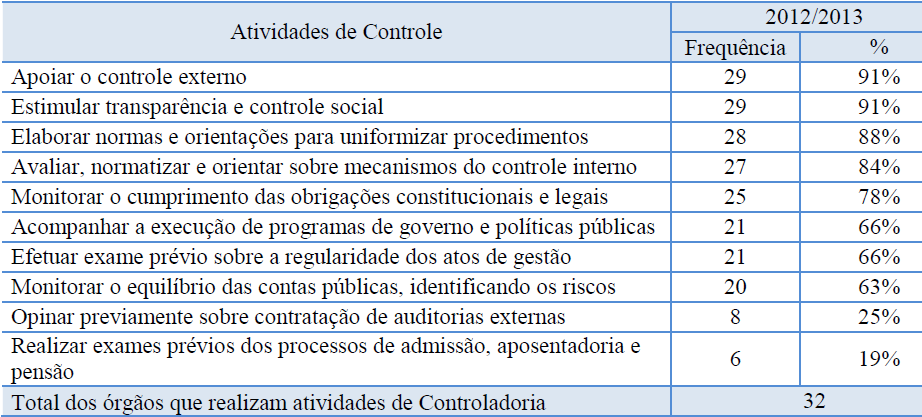 Atividades de Controle 2012/2013
Frequência %
Apoiar o controle externo 29 91%
Estimular transparência e controle social 29 91%
Elaborar normas e orientações para uniformizar procedimentos 28 88%
Avaliar, normatizar e orientar sobre mecanismos do controle interno 27 84%
Monitorar o cumprimento das obrigações constitucionais e legais 25 78%
Acompanhar a execução de programas de governo e políticas públicas 21 66%
Efetuar exame prévio sobre a regularidade dos atos de gestão 21 66%
Monitorar o equilíbrio das contas públicas, identificando os riscos 20 63%
Opinar previamente sobre contratação de auditorias externas 8 25%
Realizar exames prévios dos processos de admissão, aposentadoria e
pensão 6 19%
Total dos órgãos que realizam atividades de Controladoria 32